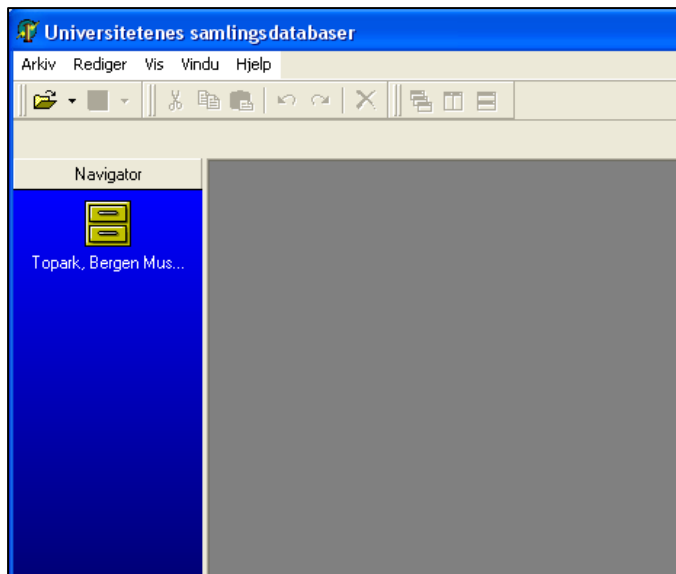 Universitetenes samlingsdatabaser
Arkiv Rediger Vis Vindu Hjelp
Navigator
Topark, Bergen Mus...